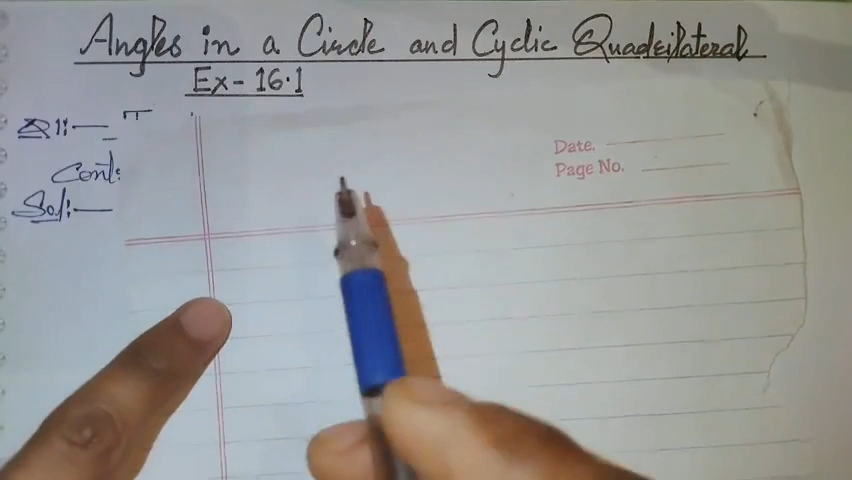 Angles in a Circle and Cyclic Quadrilateral
Ex- 16.1
Q1:—
Date.
Page No.
Cont:
Sol:—